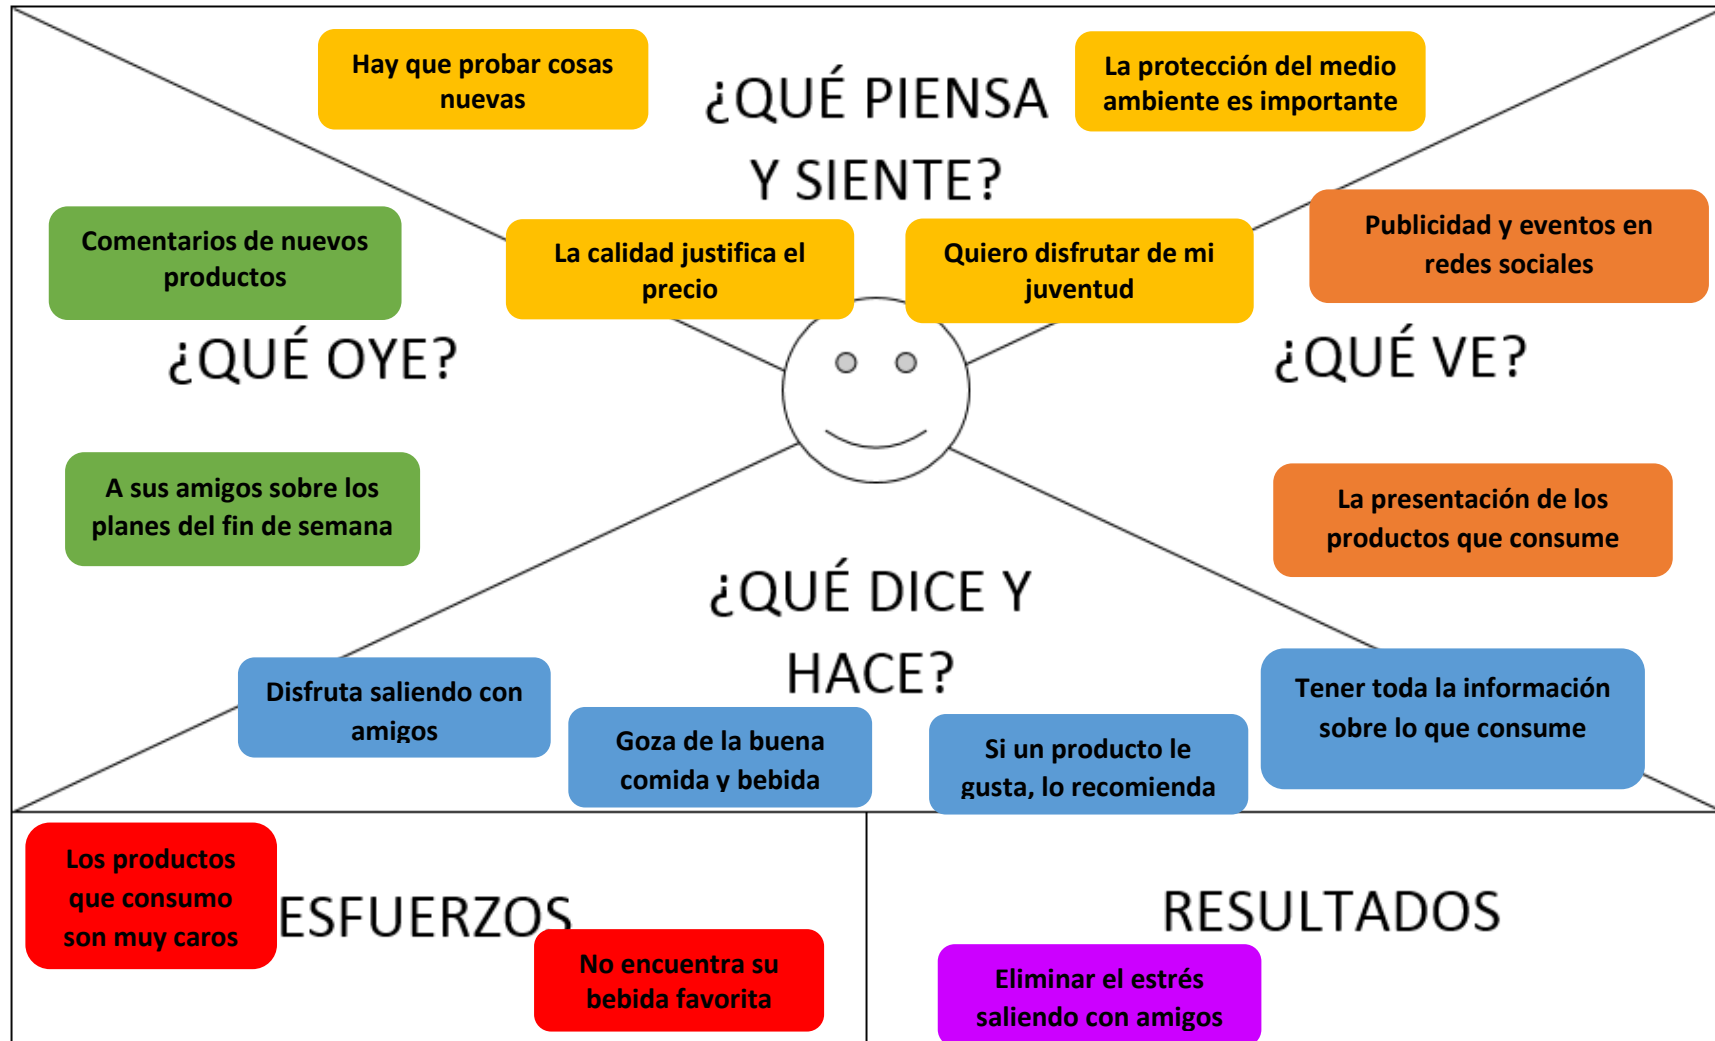 Hay que probar cosas
nuevas
¿QUÉ PIENSA
Y SIENTE?
La protección del medio
ambiente es importante
Comentarios de nuevos
productos
La calidad justifica el
precio
Quiero disfrutar de mi
juventud
Publicidad y eventos en
redes sociales
¿QUÉ OYE?
¿QUÉ VE?
A sus amigos sobre los
planes del fin de semana
La presentación de los
productos que consume
¿QUÉ DICE Y
HACE?
Disfruta saliendo con
amigos
Goza de la buena
comida y bebida
Si un producto le
gusta, lo recomienda
Tener toda la información
sobre lo que consume
Los productos
que consumo
son muy caros
ESFUERZOS
No encuentra su
bebida favorita
RESULTADOS
Eliminar el estrés
saliendo con amigos